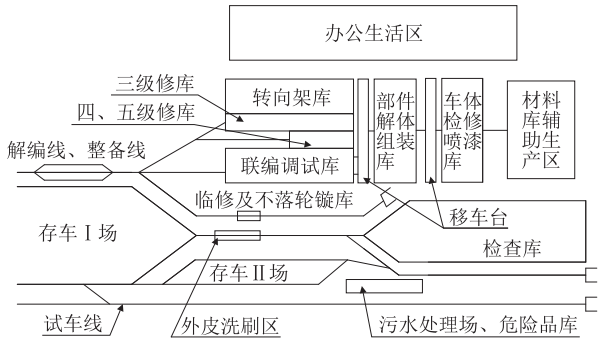 办公生活区
三级修库
转向架库
部件
解体
组装
库
车体
检修
喷漆
库
材料
库辅
助生
产区
四、五级修库
解编线、整备线
联编调试库
临修及不落轮镟库
移车台
存车Ⅰ场
检查库
存车Ⅱ场
试车线
外皮洗刷区
污水处理场、危险品库